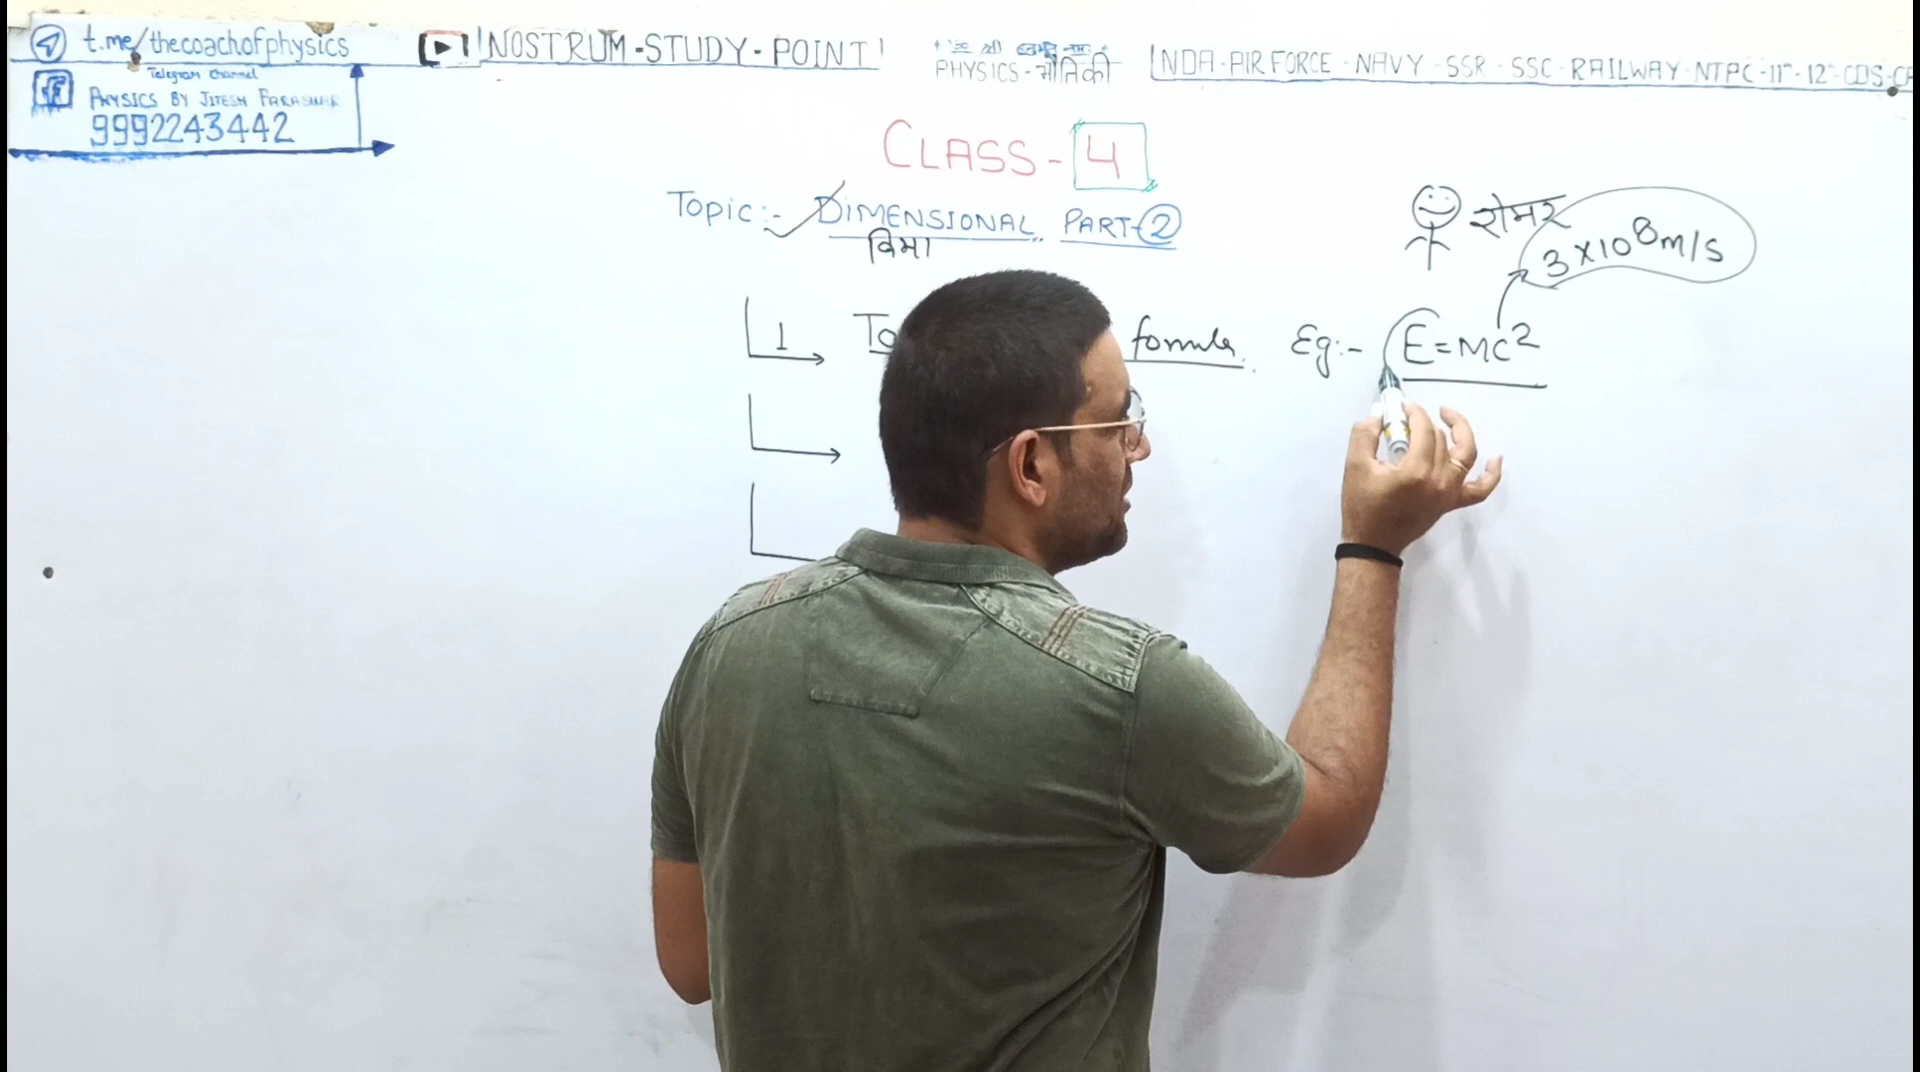 t.me/thecoachofphysics
Telegram channel
PHYSICS BY JITESH PARASHAR
9992243442
NOSTRUM-STUDY-POINT
PHYSICS-भौतिकी
NDA-AIR FORCE-NAVY-SSR-SSC-RAILWAY-NTPC-11ᵗʰ-12ᵗʰ-CDS-
CLASS-4
Topic:- DIMENSIONAL PART-2
विमा
रोमर
3×10⁸m/s
1 To formula. Eg:- E=Mc²